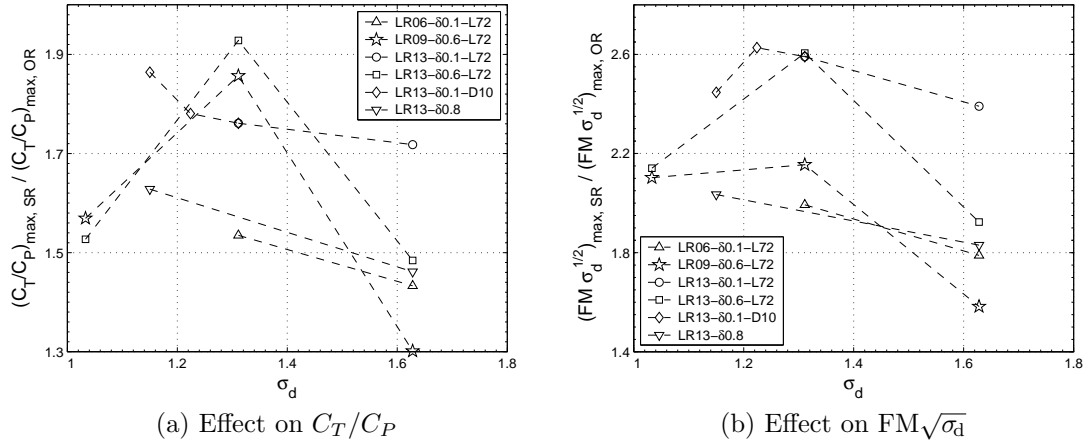 (C_T/C_P)_max, SR / (C_T/C_P)_max, OR
2.1
1.9
1.7
1.5
1.3
1
1.2
1.4
1.6
1.8
σ_d
LR06–δ0.1–L72
LR09–δ0.6–L72
LR13–δ0.1–L72
LR13–δ0.6–L72
LR13–δ0.1–D10
LR13–δ0.8
(a) Effect on C_T/C_P
(FM σ_d^1/2)_max, SR / (FM σ_d^1/2)_max, OR
2.6
2.2
1.8
1.4
1
1.2
1.4
1.6
1.8
σ_d
LR06–δ0.1–L72
LR09–δ0.6–L72
LR13–δ0.1–L72
LR13–δ0.6–L72
LR13–δ0.1–D10
LR13–δ0.8
(b) Effect on FM√σ_d